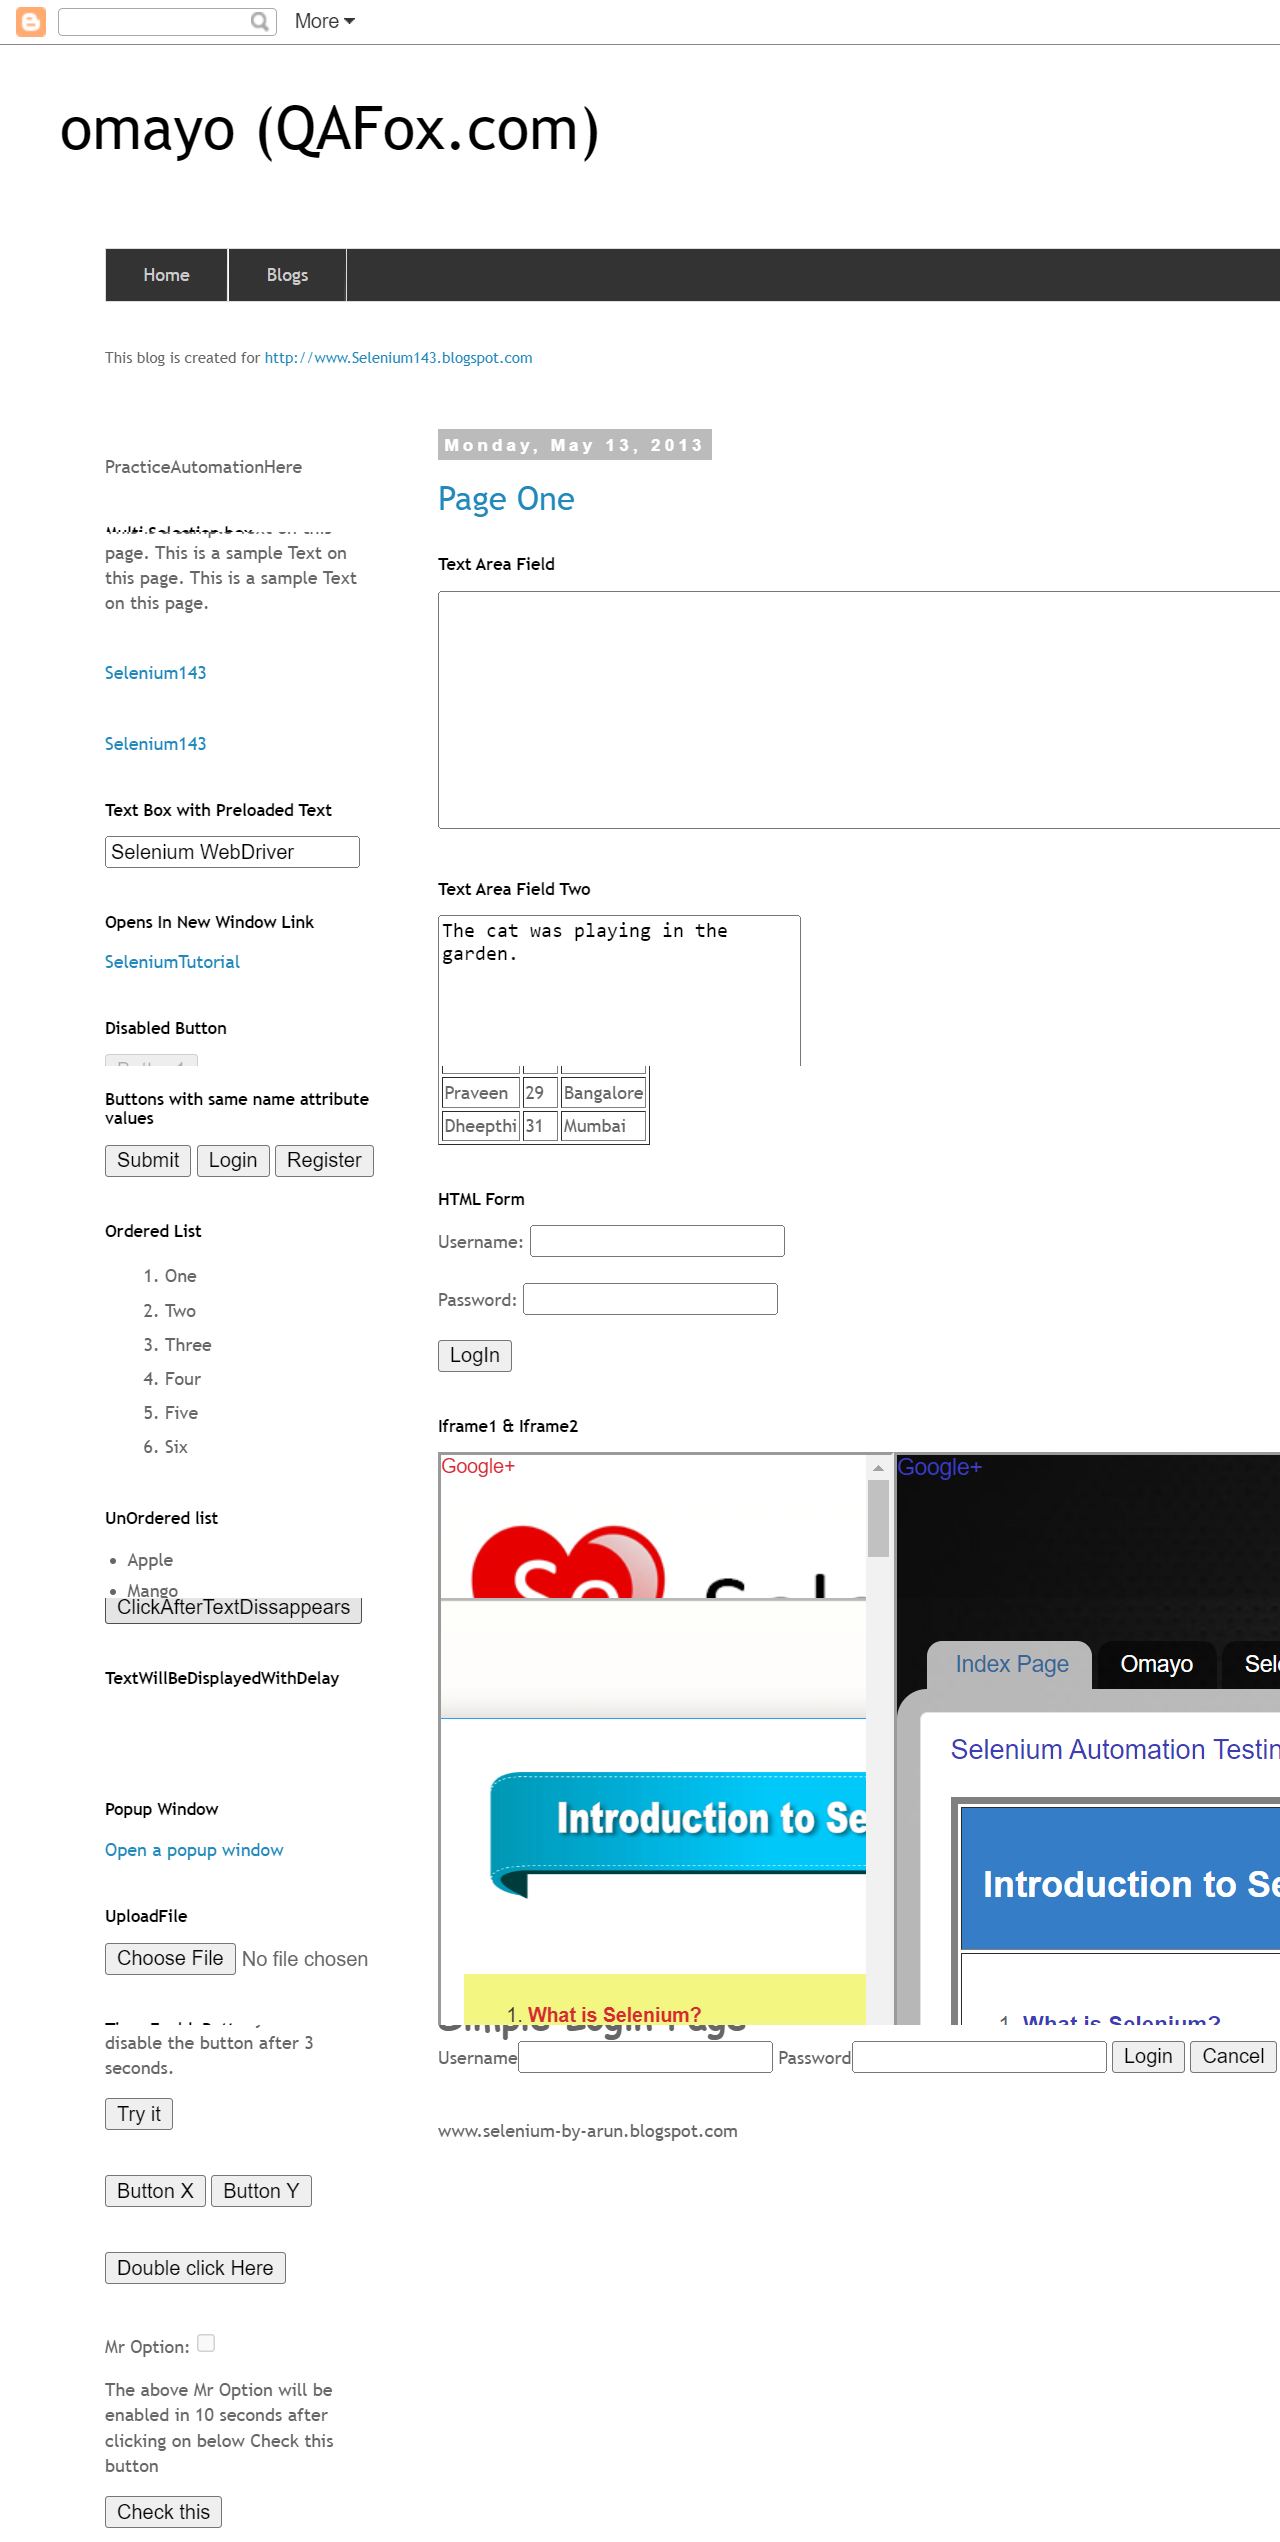 More
omayo (QAFox.com)
Home
Blogs
This blog is created for http://www.Selenium143.blogspot.com
PracticeAutomationHere
page. This is a sample Text on
this page. This is a sample Text
on this page.
Selenium143
Selenium143
Text Box with Preloaded Text
Selenium WebDriver
Opens In New Window Link
SeleniumTutorial
Disabled Button
Buttons with same name attribute
values
Submit
Login
Register
Ordered List
1. One
2. Two
3. Three
4. Four
5. Five
6. Six
UnOrdered list
Apple
Mango
ClickAfterTextDissappears
TextWillBeDisplayedWithDelay
Popup Window
Open a popup window
UploadFile
Choose File No file chosen
disable the button after 3
seconds.
Try it
Button X
Button Y
Double click Here
Mr Option:
The above Mr Option will be
enabled in 10 seconds after
clicking on below Check this
button
Check this
Monday, May 13, 2013
Page One
Text Area Field
Text Area Field Two
The cat was playing in the
garden.
Praveen 29 Bangalore
Dheepthi 31 Mumbai
HTML Form
Username:
Password:
LogIn
Iframe1 & Iframe2
Google+
Introduction to Se
1. What is Selenium?
Google+
Index Page
Omayo
Sel
Selenium Automation Testin
Introduction to Se
1. What is Selenium?
Simple Login Page
Username Password Login Cancel
www.selenium-by-arun.blogspot.com